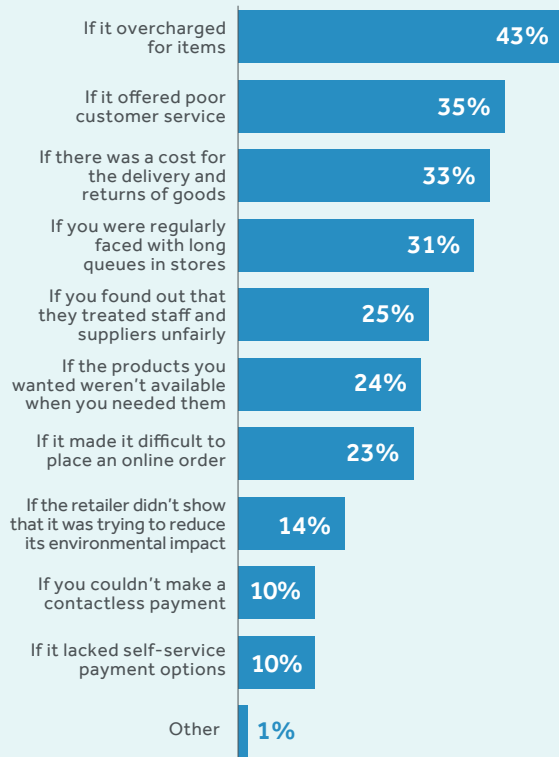 If it overcharged
for items
43%
If it offered poor
customer service
35%
If there was a cost for
the delivery and
returns of goods
33%
If you were regularly
faced with long
queues in stores
31%
If you found out that
they treated staff and
suppliers unfairly
25%
If the products you
wanted weren't available
when you needed them
24%
If it made it difficult to
place an online order
23%
If the retailer didn't show
that it was trying to reduce
its environmental impact
14%
If you couldn't make a
contactless payment
10%
If it lacked self-service
payment options
10%
Other
1%